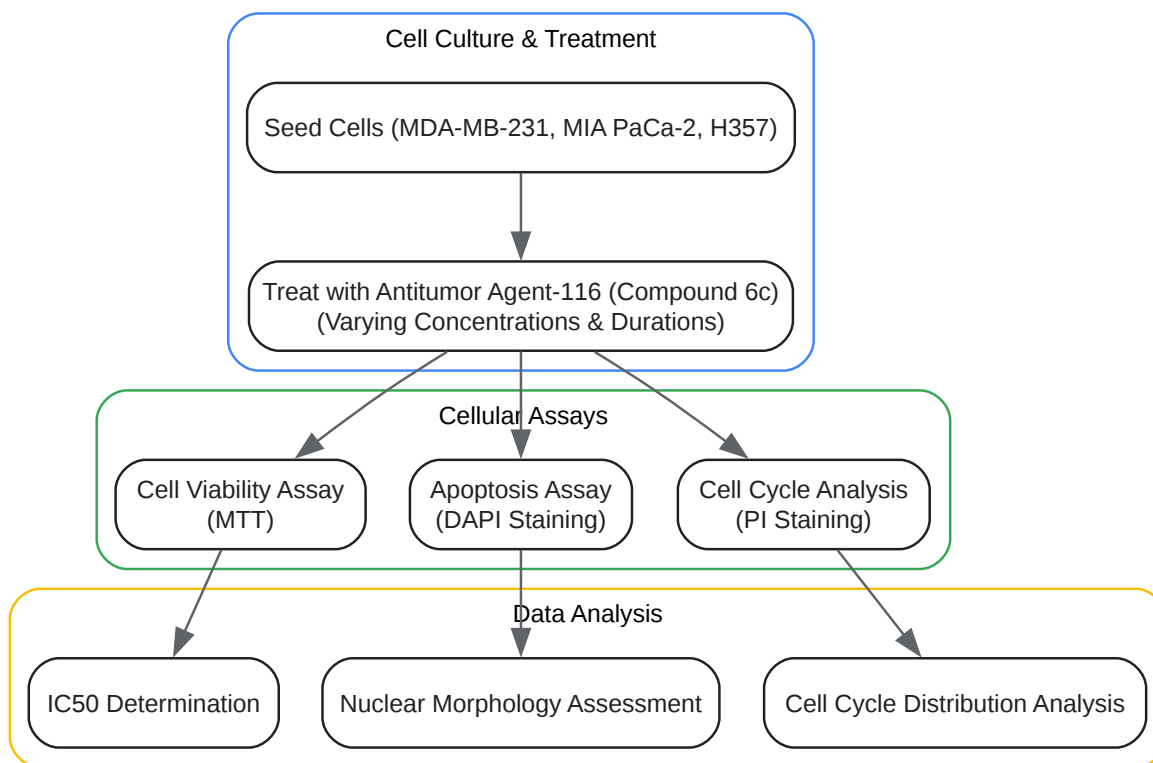 Cell Culture & Treatment
Seed Cells (MDA-MB-231, MIA PaCa-2, H357)
Treat with Antitumor Agent-116 (Compound 6c)
(Varying Concentrations & Durations)
Cellular Assays
Cell Viability Assay
(MTT)
Apoptosis Assay
(DAPI Staining)
Cell Cycle Analysis
(PI Staining)
Data Analysis
IC50 Determination
Nuclear Morphology Assessment
Cell Cycle Distribution Analysis